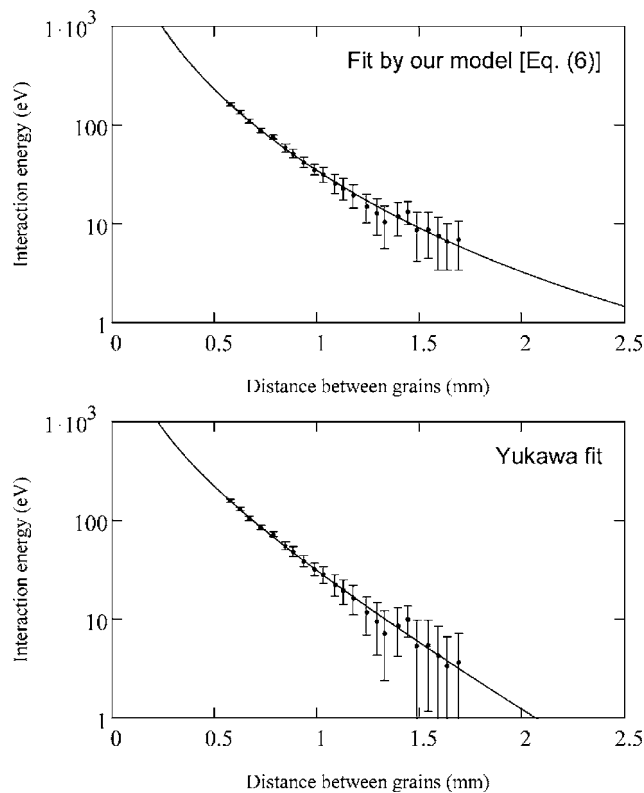 1·10³
Fit by our model [Eq. (6)]
100
10
1
Interaction energy (eV)
0 0.5 1 1.5 2 2.5
Distance between grains (mm)
1·10³
Yukawa fit
100
10
1
Interaction energy (eV)
0 0.5 1 1.5 2 2.5
Distance between grains (mm)